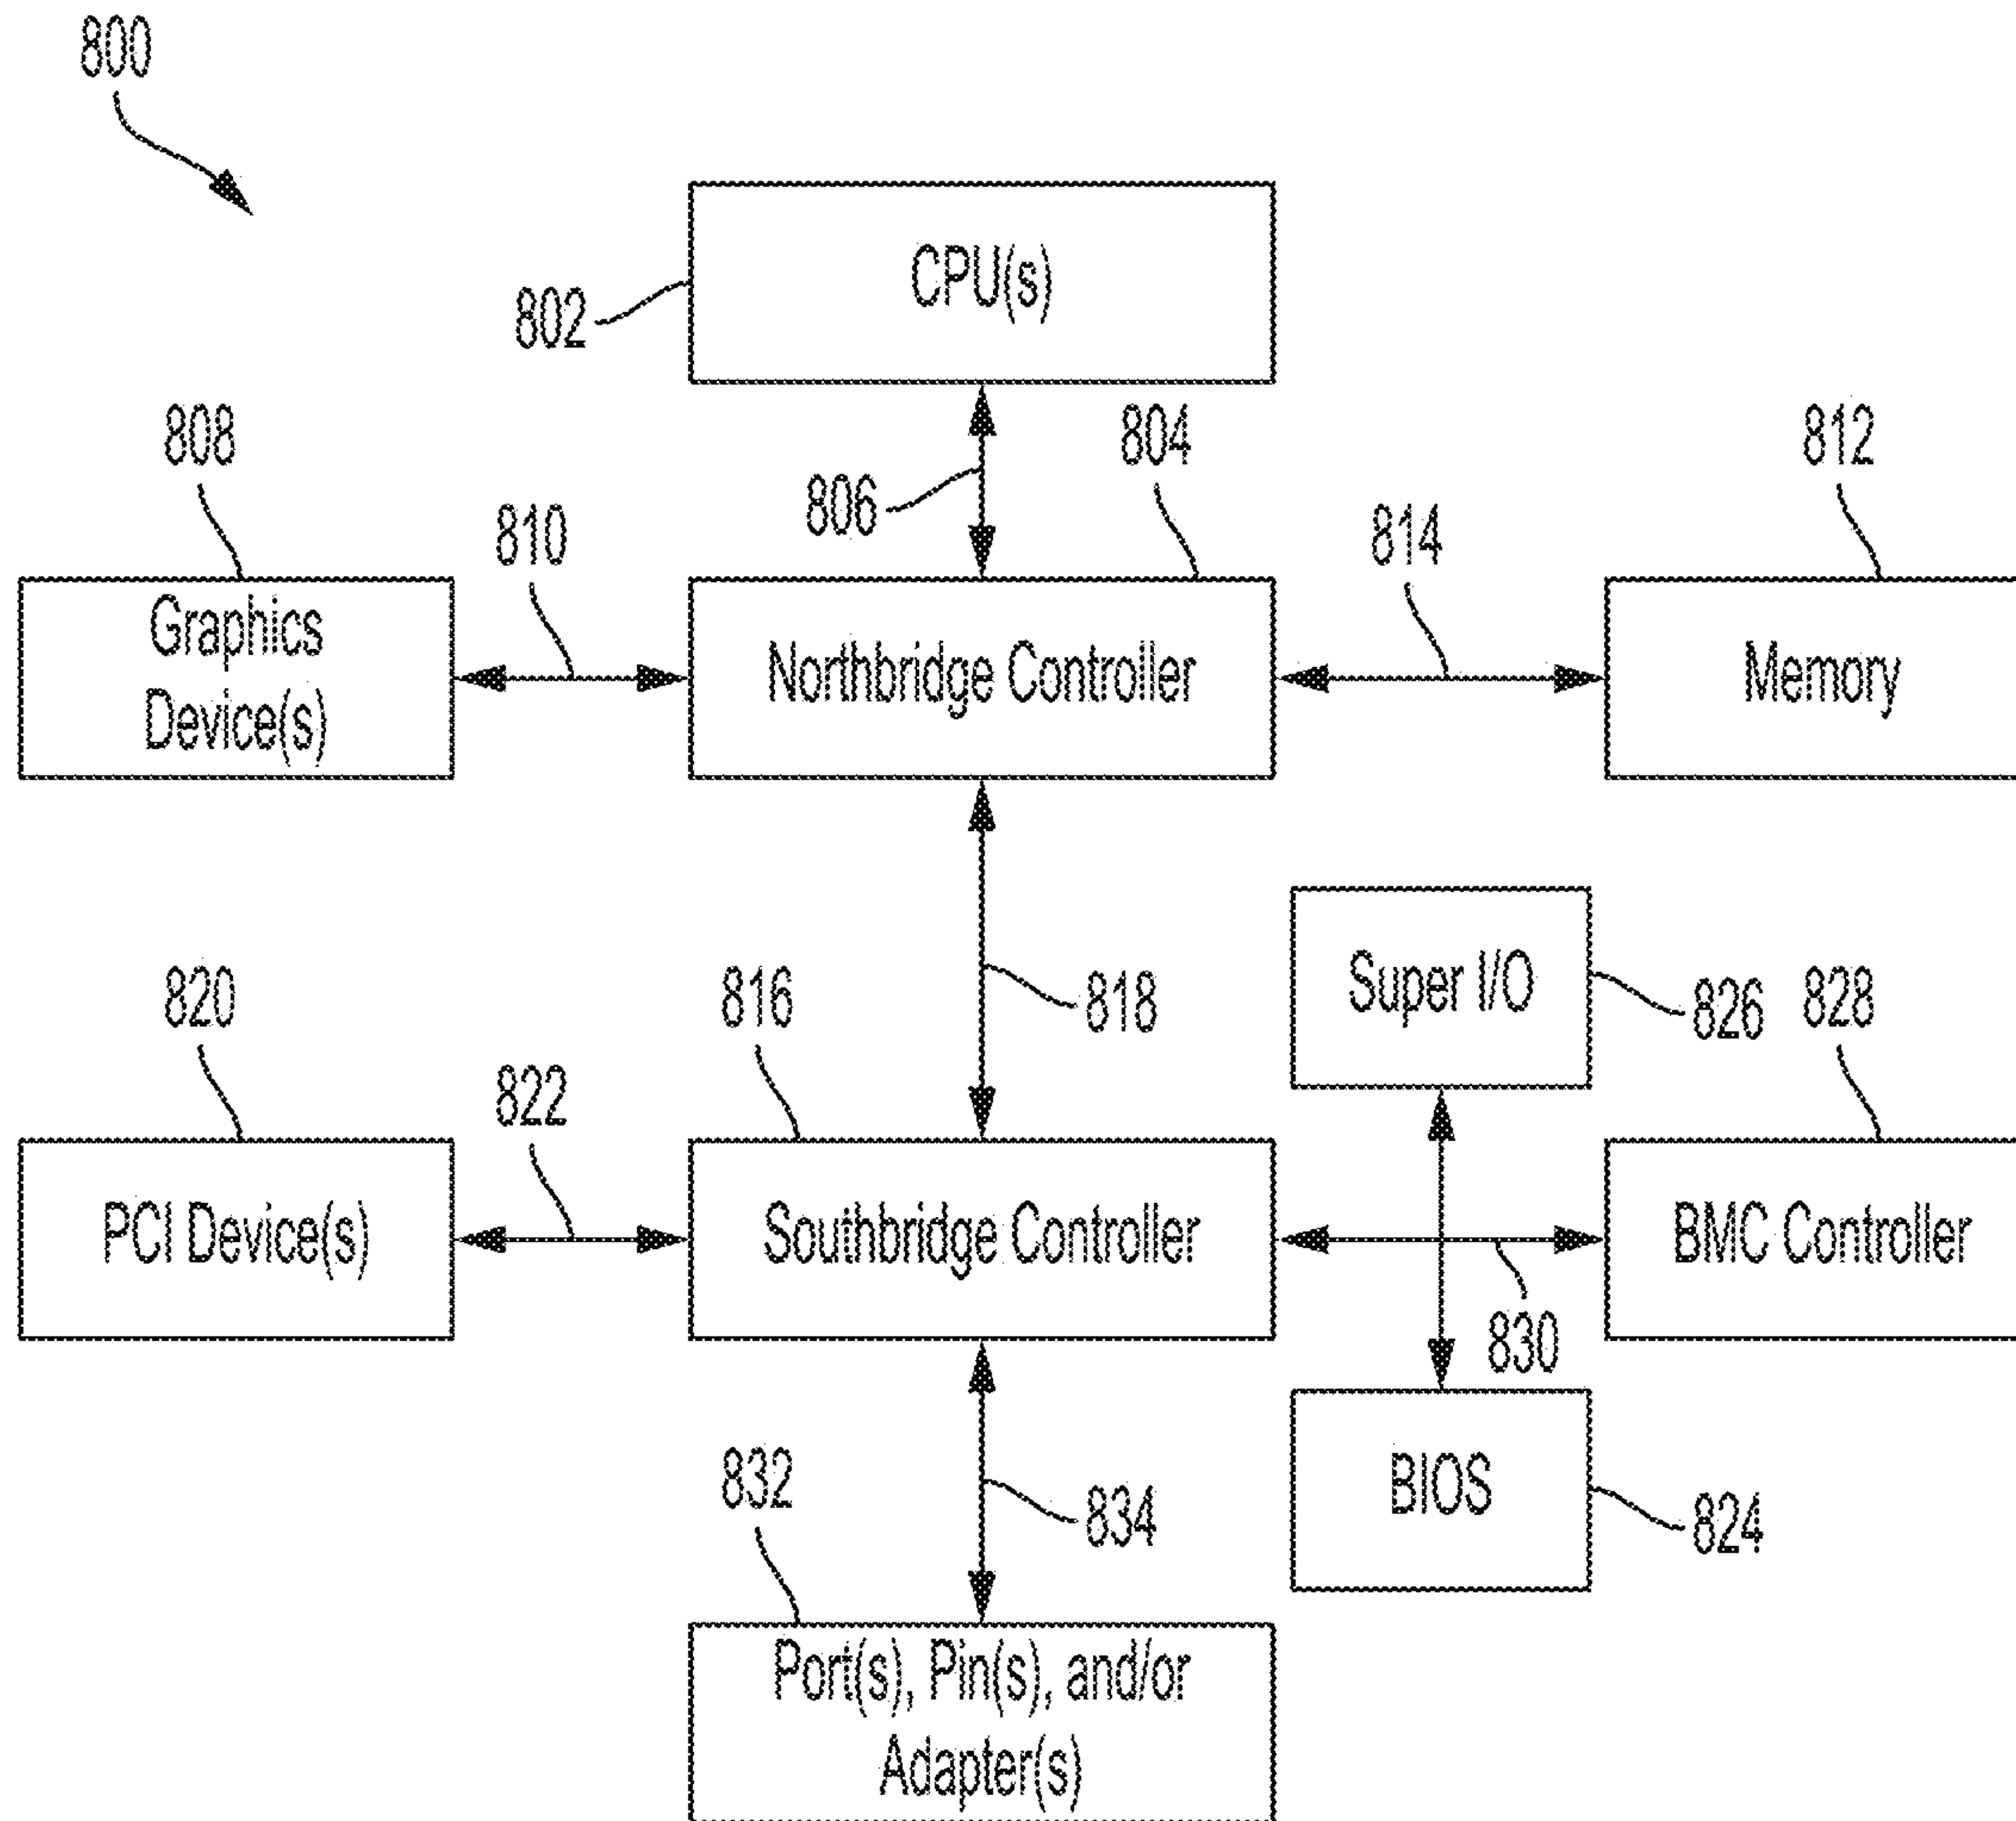 800
CPU(s)
802
808
804
812
806
810
814
Graphics
Device(s)
Northbridge Controller
Memory
820
816
818
Super I/O
826
828
822
PCI Device(s)
Southbridge Controller
BMC Controller
830
832
834
BIOS
824
Port(s), Pin(s), and/or
Adapter(s)